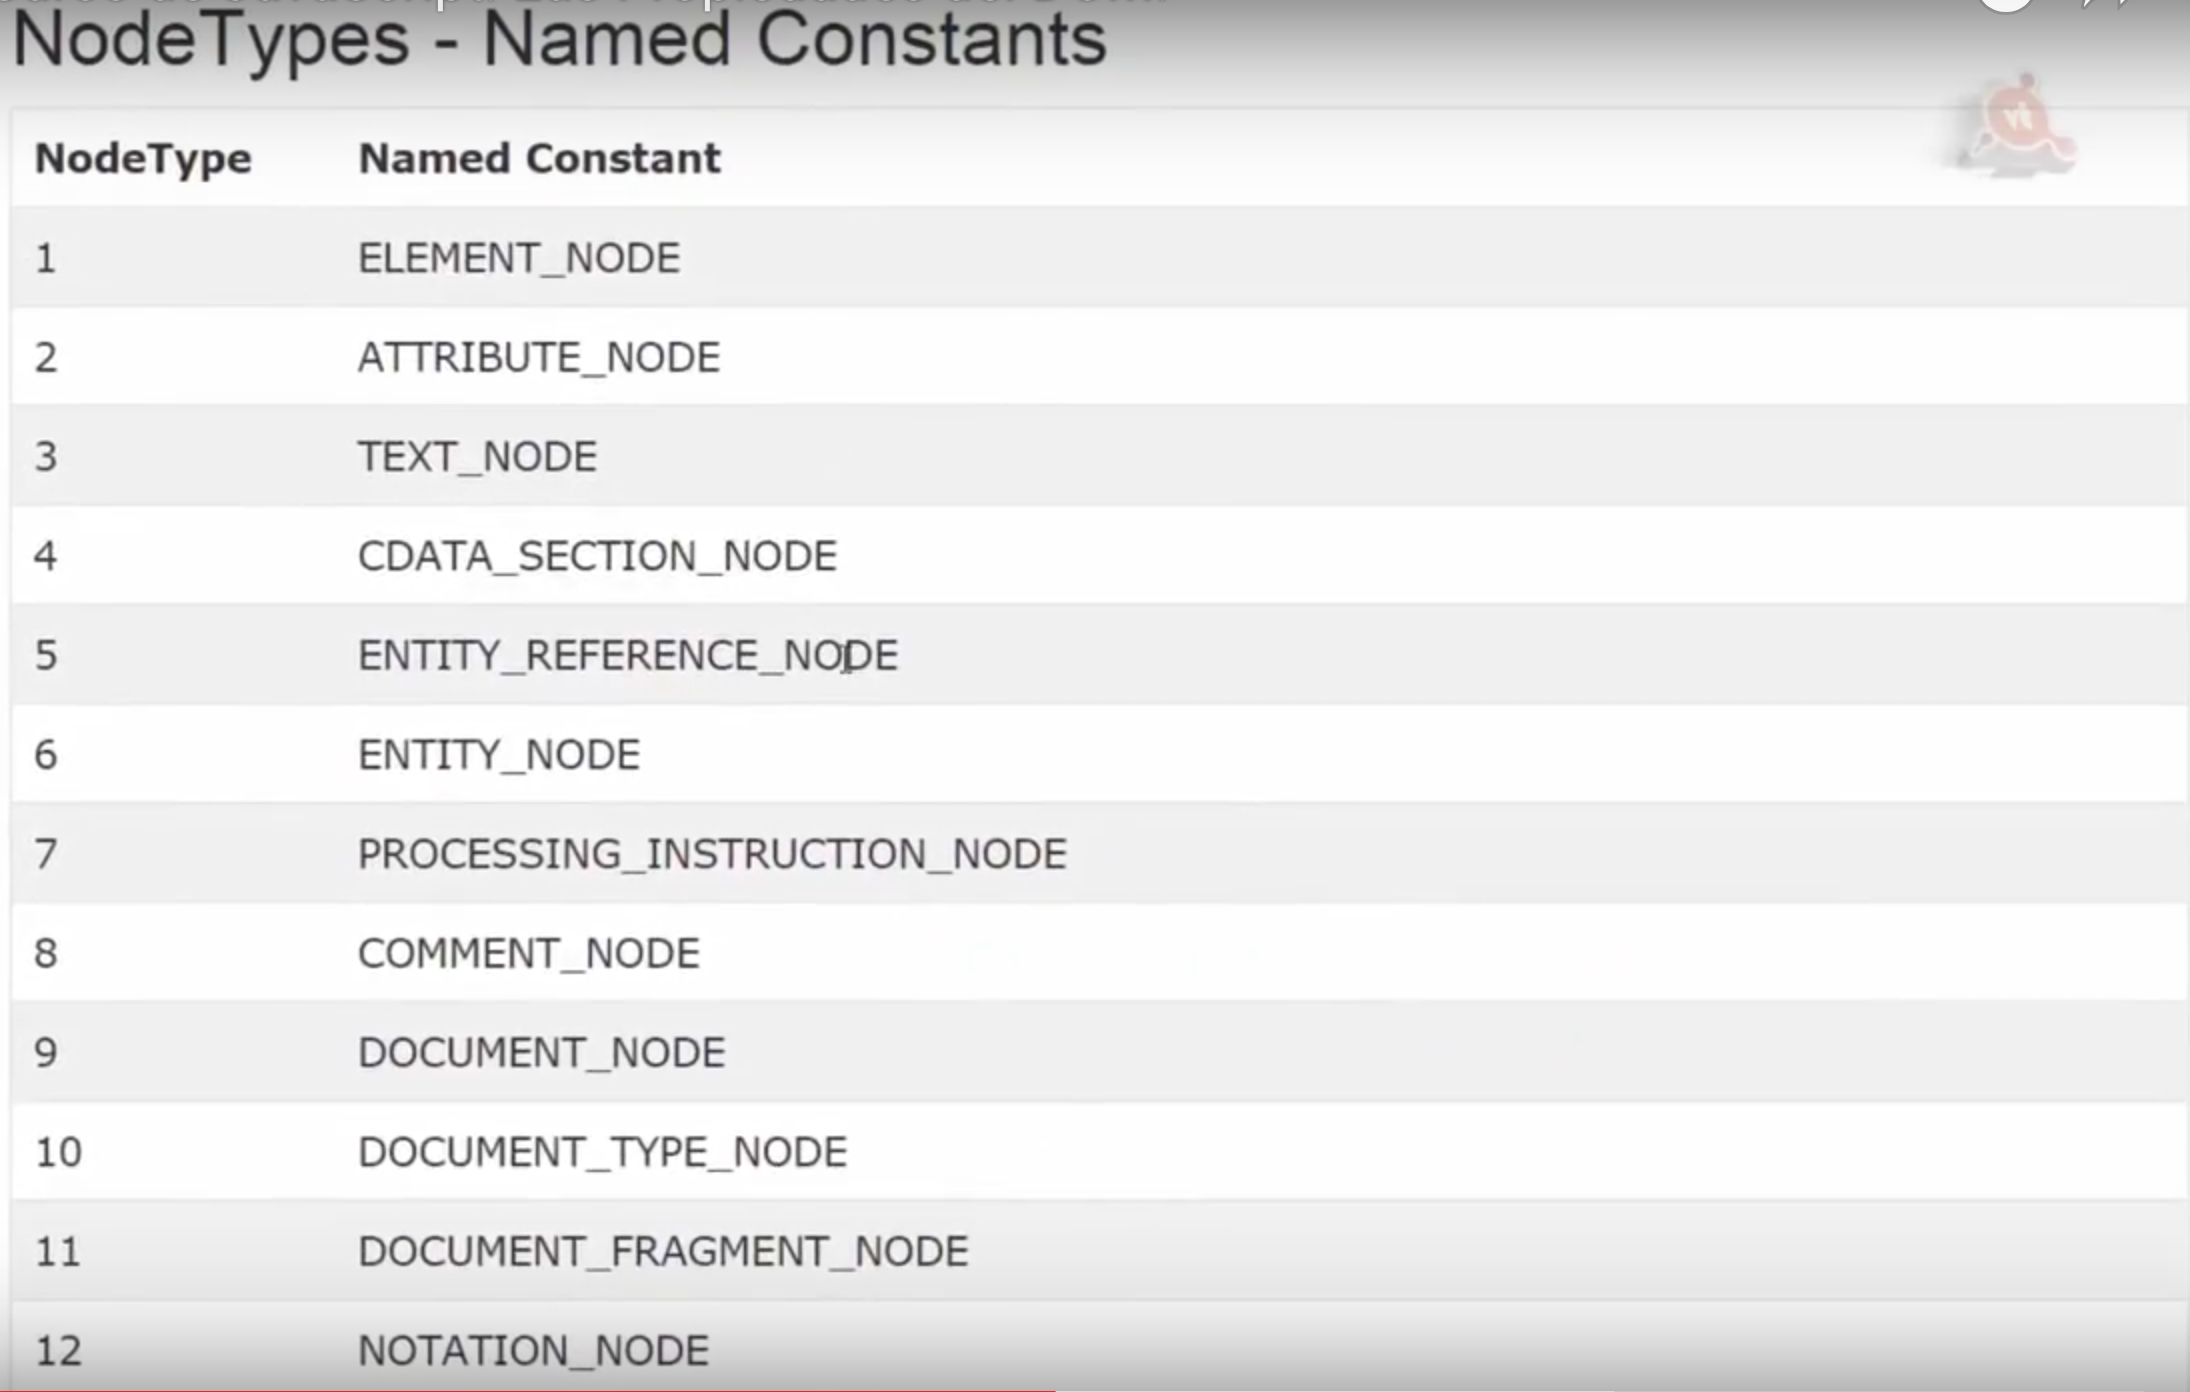 NodeTypes - Named Constants
NodeType Named Constant
1 ELEMENT_NODE
2 ATTRIBUTE_NODE
3 TEXT_NODE
4 CDATA_SECTION_NODE
5 ENTITY_REFERENCE_NODE
6 ENTITY_NODE
7 PROCESSING_INSTRUCTION_NODE
8 COMMENT_NODE
9 DOCUMENT_NODE
10 DOCUMENT_TYPE_NODE
11 DOCUMENT_FRAGMENT_NODE
12 NOTATION_NODE